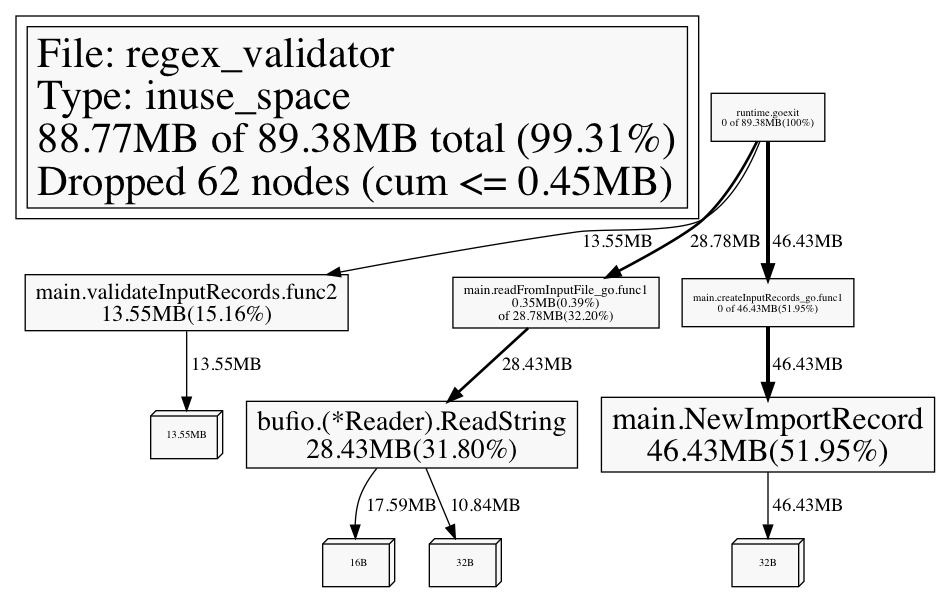 File: regex_validator
Type: inuse_space
88.77MB of 89.38MB total (99.31%)
Dropped 62 nodes (cum <= 0.45MB)
runtime.goexit
0 of 89.38MB(100%)
13.55MB
28.78MB
46.43MB
main.validateInputRecords.func2
13.55MB(15.16%)
main.readFromInputFile_go.func1
0.35MB(0.39%)
of 28.78MB(32.20%)
main.createInputRecords_go.func1
0 of 46.43MB(51.95%)
13.55MB
28.43MB
46.43MB
13.55MB
bufio.(*Reader).ReadString
28.43MB(31.80%)
main.NewImportRecord
46.43MB(51.95%)
17.59MB
10.84MB
46.43MB
16B
32B
32B